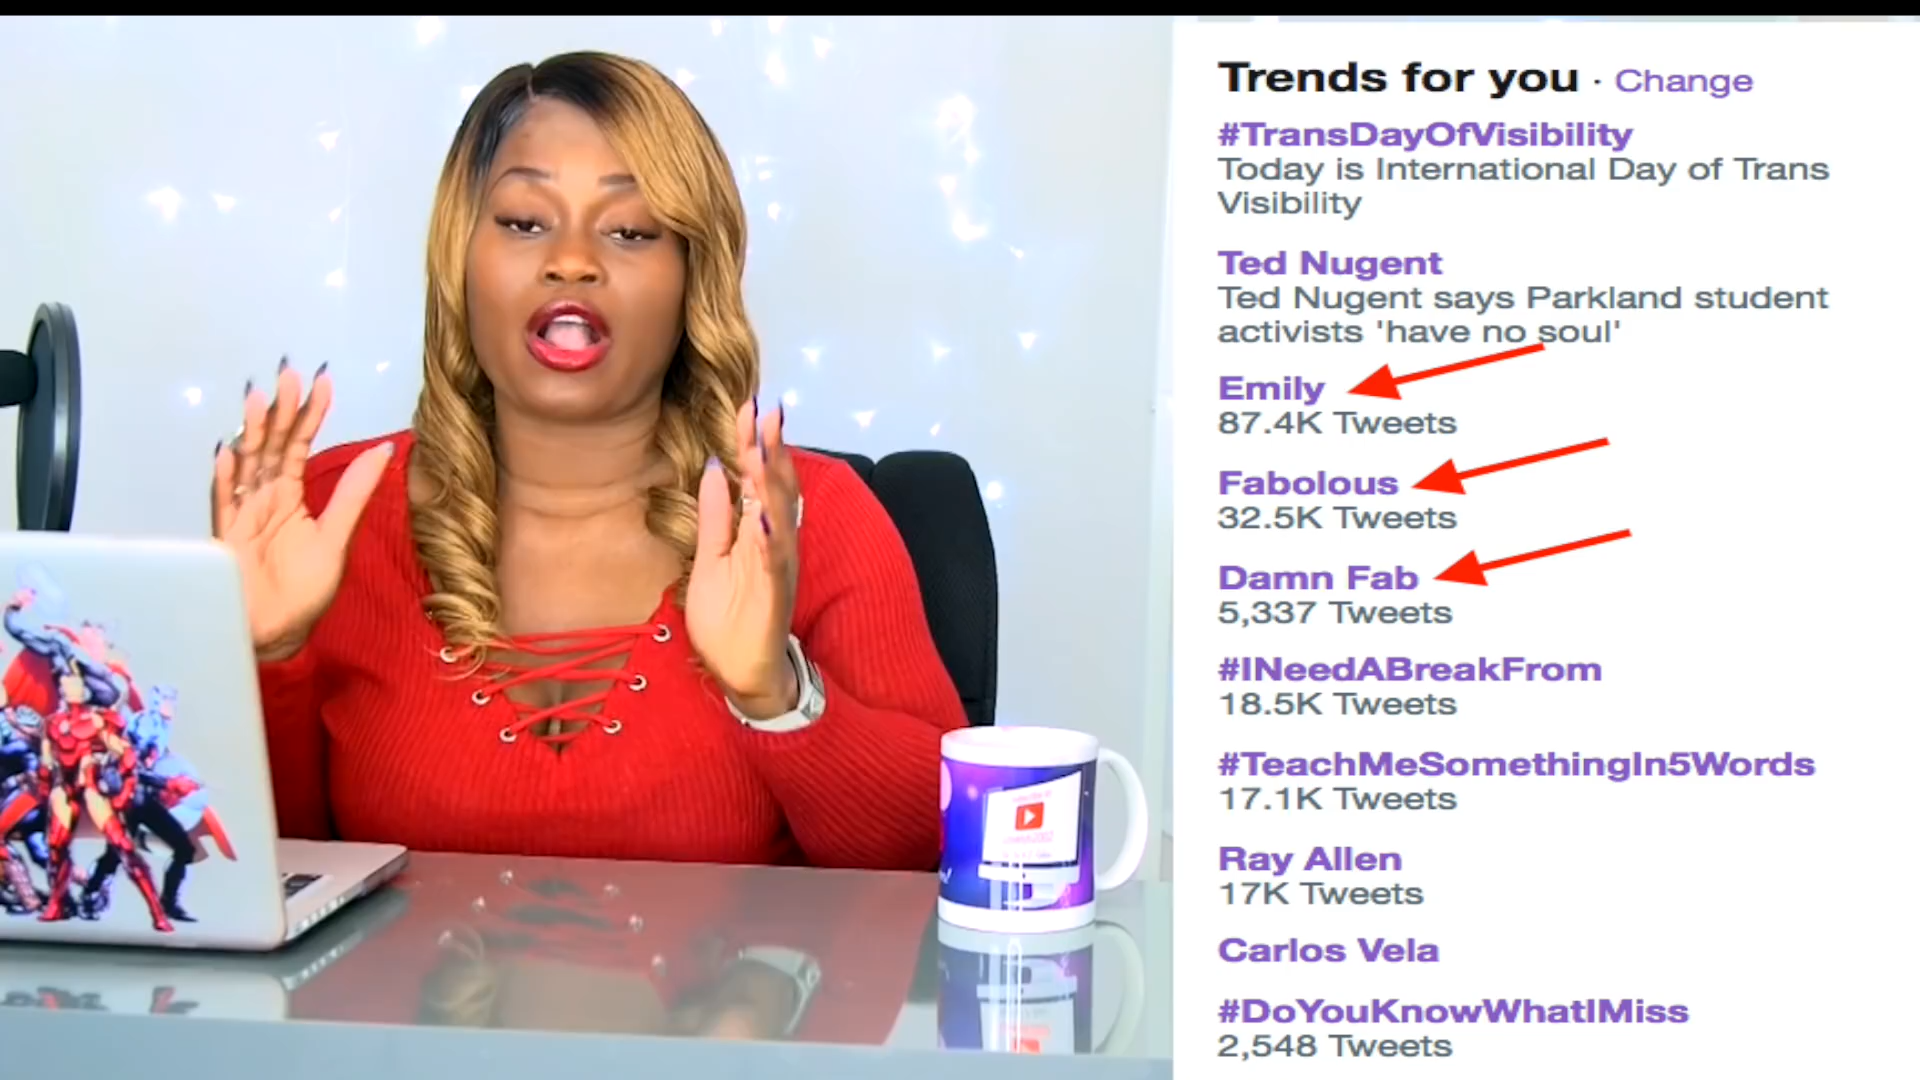 Trends for you · Change
#TransDayOfVisibility
Today is International Day of Trans
Visibility
Ted Nugent
Ted Nugent says Parkland student
activists 'have no soul'
Emily
87.4K Tweets
Fabolous
32.5K Tweets
Damn Fab
5,337 Tweets
#INeedABreakFrom
18.5K Tweets
#TeachMeSomethingIn5Words
17.1K Tweets
Ray Allen
17K Tweets
Carlos Vela
#DoYouKnowWhatIMiss
2,548 Tweets